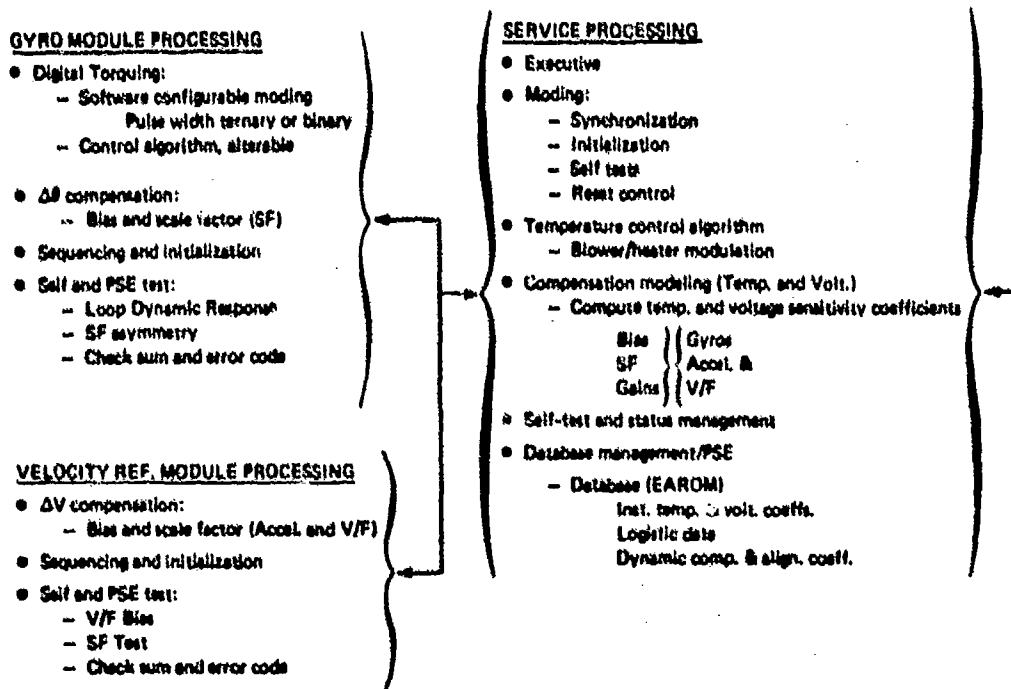 GYRO MODULE PROCESSING
• Digital Torquing:
– Software configurable moding
Pulse width ternary or binary
– Control algorithm, alterable
• Δθ compensation:
– Bias and scale factor (SF)
• Sequencing and initialization
• Self and PSE test:
– Loop Dynamic Response
– SF asymmetry
– Check sum and error code
VELOCITY REF. MODULE PROCESSING
• ΔV compensation:
– Bias and scale factor (Accel. and V/F)
• Sequencing and initialization
• Self and PSE test:
– V/F Bias
– SF Test
– Check sum and error code
SERVICE PROCESSING
• Executive
• Moding:
– Synchronization
– Initialization
– Self tests
– Reset control
• Temperature control algorithm
– Blower/heater modulation
• Compensation modeling (Temp. and Volt.)
– Compute temp. and voltage sensitivity coefficients
Bias Gyros
SF Accel. &
Gains V/F
• Self-test and status management
• Database management/PSE
– Database (EAROM)
Inst. temp. & volt. coeffs.
Logistic data
Dynamic comp. & align. coeff.